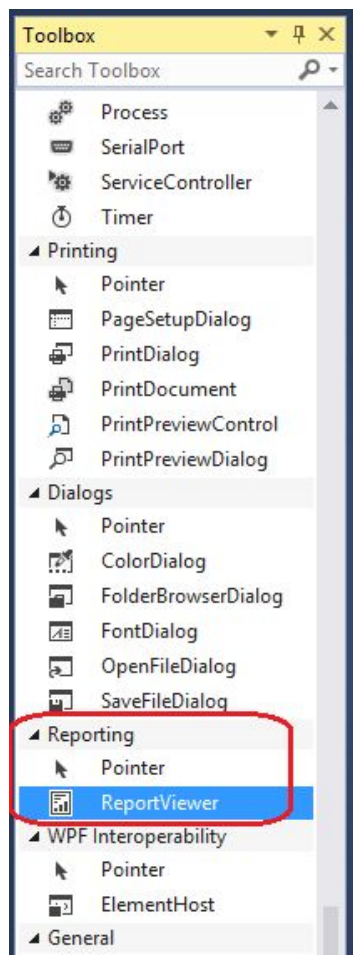 Toolbox
Search Toolbox
Process
SerialPort
ServiceController
Timer
Printing
Pointer
PageSetupDialog
PrintDialog
PrintDocument
PrintPreviewControl
PrintPreviewDialog
Dialogs
Pointer
ColorDialog
FolderBrowserDialog
FontDialog
OpenFileDialog
SaveFileDialog
Reporting
Pointer
ReportViewer
WPF Interoperability
Pointer
ElementHost
General